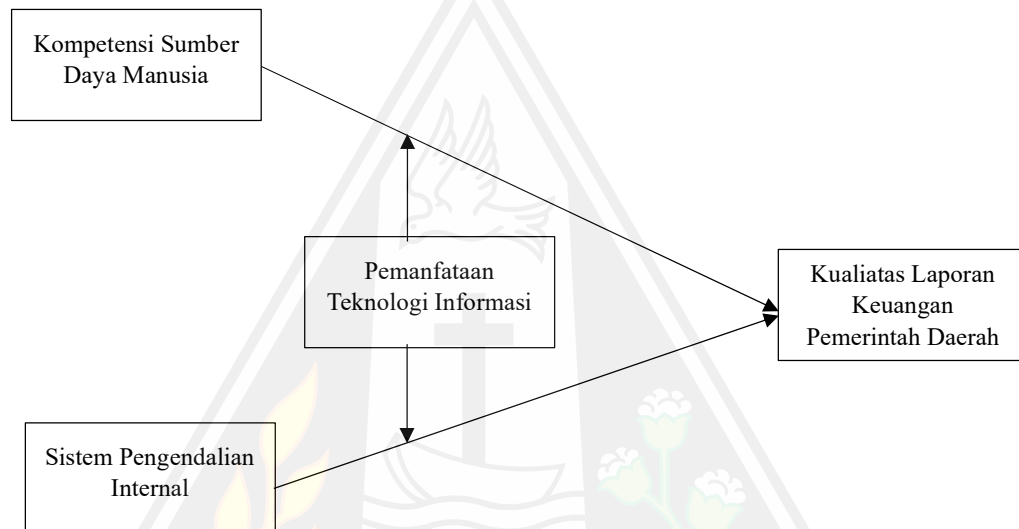 Kompetensi Sumber
Daya Manusia
Pemanfataan
Teknologi Informasi
Kualiatas Laporan
Keuangan
Pemerintah Daerah
Sistem Pengendalian
Internal